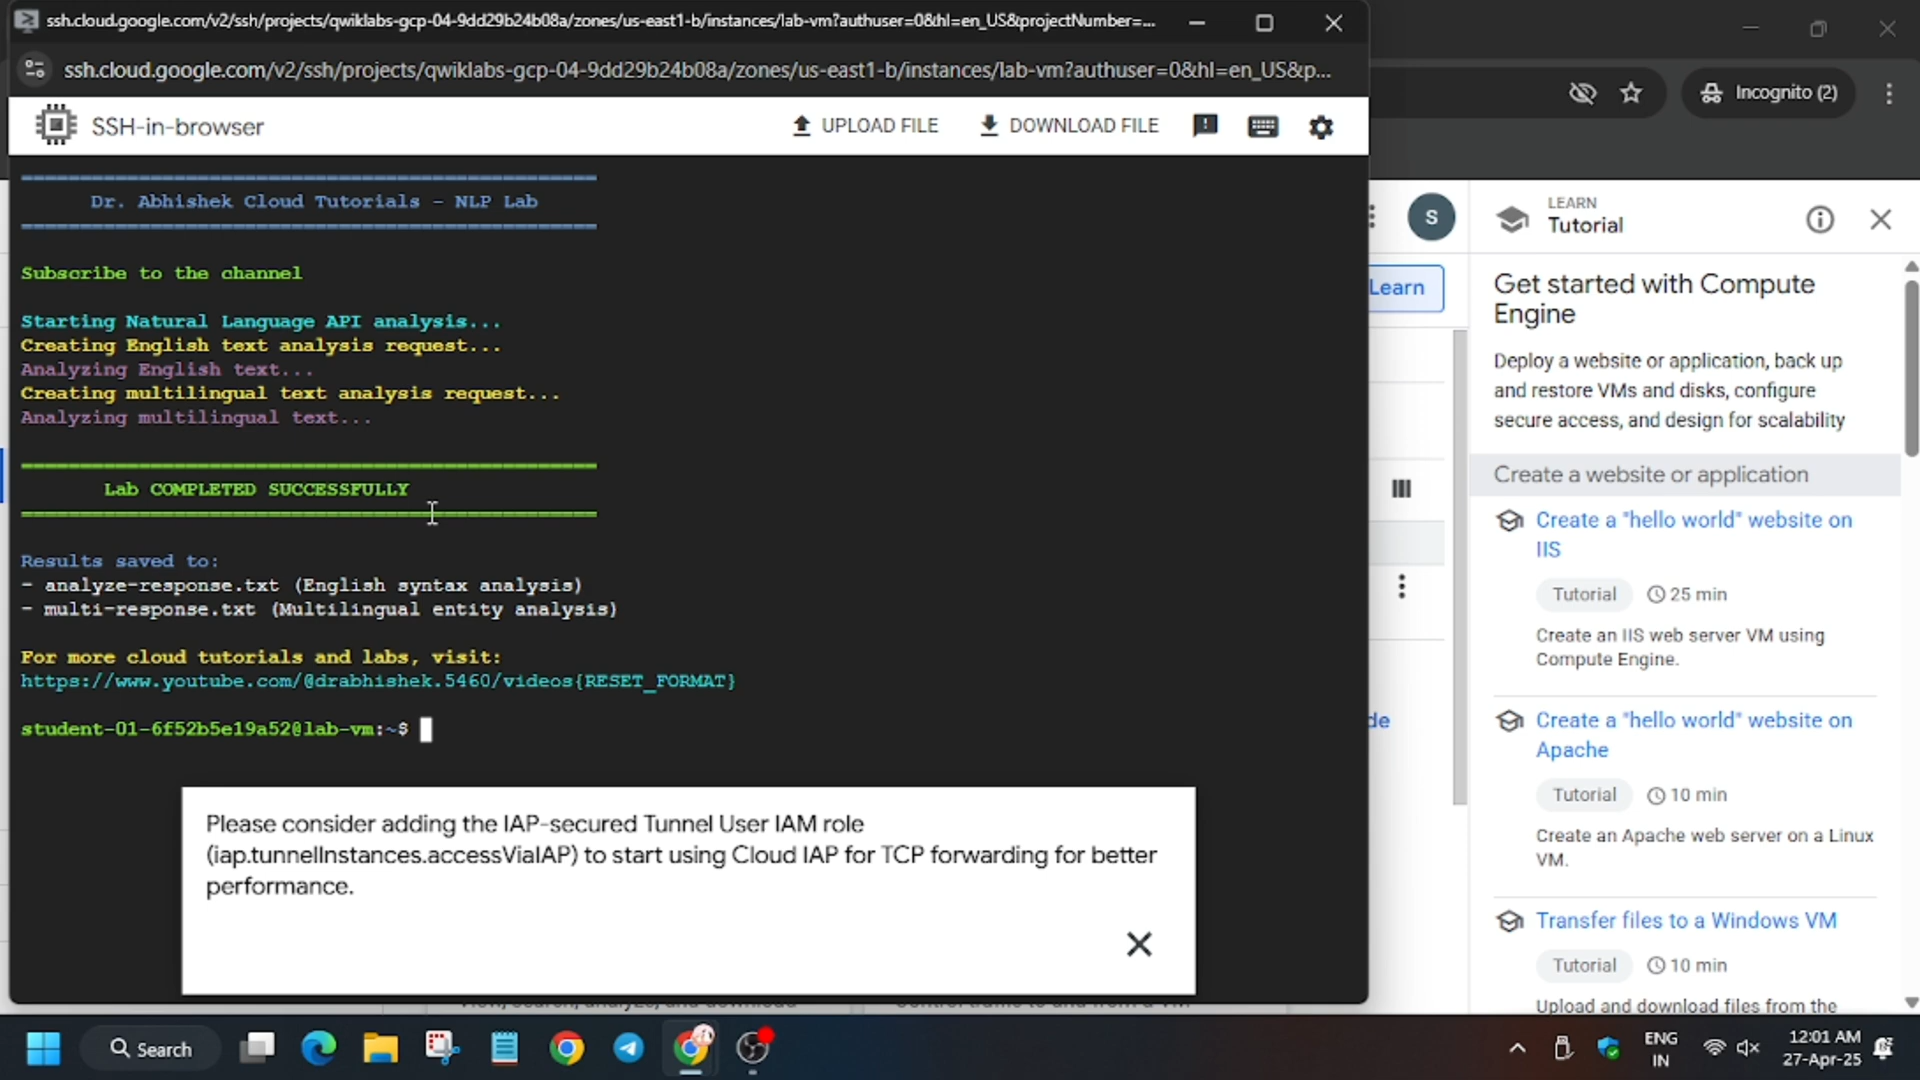 ssh.cloud.google.com/v2/ssh/projects/qwiklabs-gcp-04-9dd29b24b08a/zones/us-east1-b/instances/lab-vm?authuser=0&hl=en_US&projectNumber=...
ssh.cloud.google.com/v2/ssh/projects/qwiklabs-gcp-04-9dd29b24b08a/zones/us-east1-b/instances/lab-vm?authuser=0&hl=en_US&p...
Incognito (2)
SSH-in-browser
UPLOAD FILE
DOWNLOAD FILE
Dr. Abhishek Cloud Tutorials - NLP Lab
Subscribe to the channel
Starting Natural Language API analysis...
Creating English text analysis request...
Analyzing English text...
Creating multilingual text analysis request...
Analyzing multilingual text...
Lab COMPLETED SUCCESSFULLY
Results saved to:
- analyze-response.txt (English syntax analysis)
- multi-response.txt (Multilingual entity analysis)
For more cloud tutorials and labs, visit:
https://www.youtube.com/@drabhishek.5460/videos{RESET_FORMAT}
student-01-6f52b5e19a52@lab-vm:~$
Please consider adding the IAP-secured Tunnel User IAM role
(iap.tunnelInstances.accessViaIAP) to start using Cloud IAP for TCP forwarding for better
performance.
S
Learn
de
LEARN
Tutorial
Get started with Compute
Engine
Deploy a website or application, back up
and restore VMs and disks, configure
secure access, and design for scalability
Create a website or application
Create a "hello world" website on
IIS
Tutorial
25 min
Create an IIS web server VM using
Compute Engine.
Create a "hello world" website on
Apache
Tutorial
10 min
Create an Apache web server on a Linux
VM.
Transfer files to a Windows VM
Tutorial
10 min
Upload and download files from the
Search
ENG
IN
12:01 AM
27-Apr-25